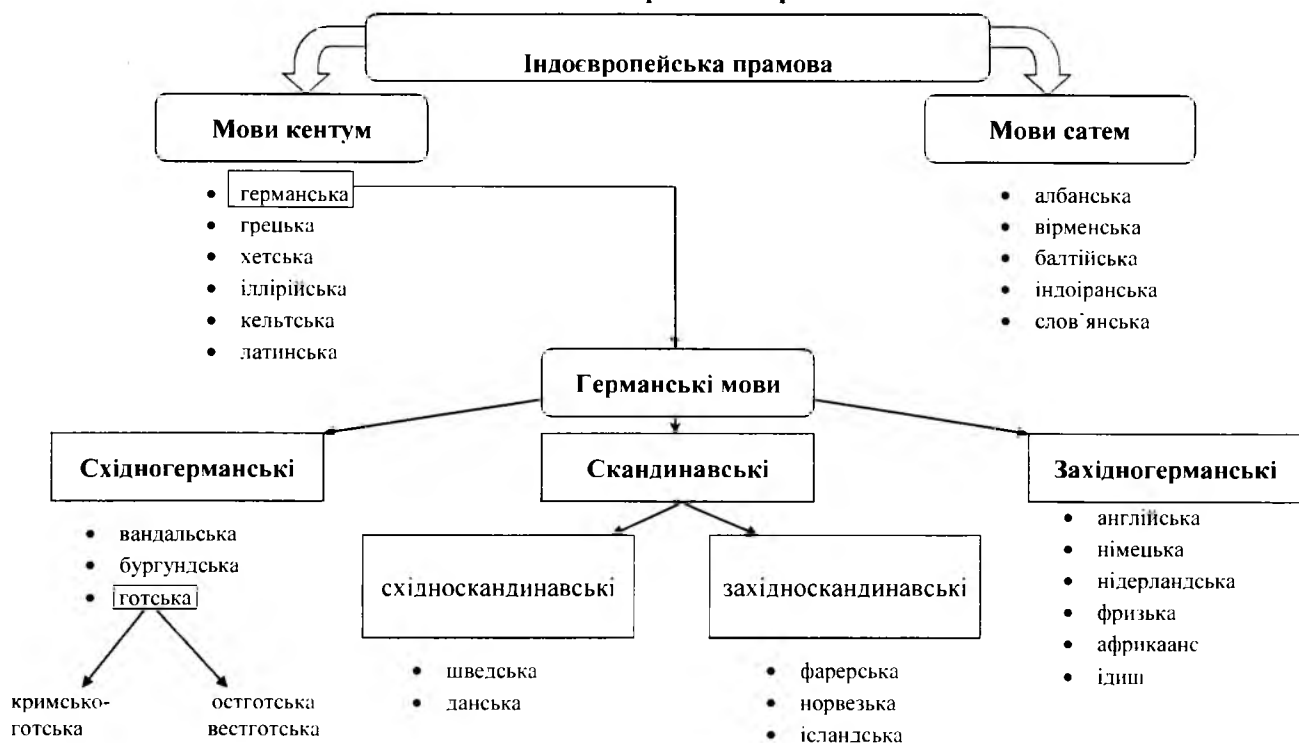 Індоєвропейська прамова
Мови кентум
Мови сатем
германська
грецька
хетська
іллірійська
кельтська
латинська
албанська
вірменська
балтійська
індоіранська
слов'янська
Германські мови
Східногерманські
Скандинавські
Західногерманські
вандальська
бургундська
готська
кримсько-
готська
остготська
вестготська
східноскандинавські
західноскандинавські
шведська
данська
фарерська
норвезька
ісландська
англійська
німецька
нідерландська
фризька
африкаанс
ідиш